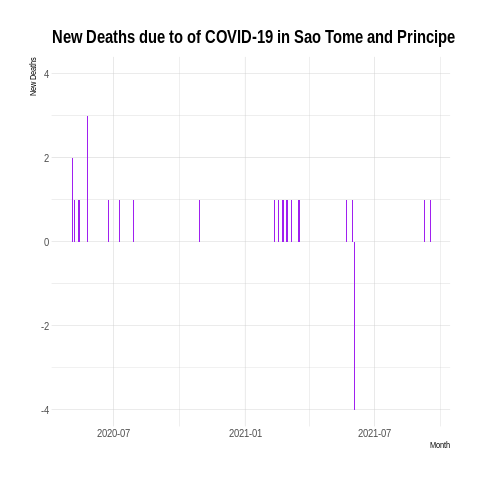 New Deaths due to of COVID-19 in Sao Tome and Principe
New Deaths
4
2
0
-2
-4
2020-07
2021-01
2021-07
Month